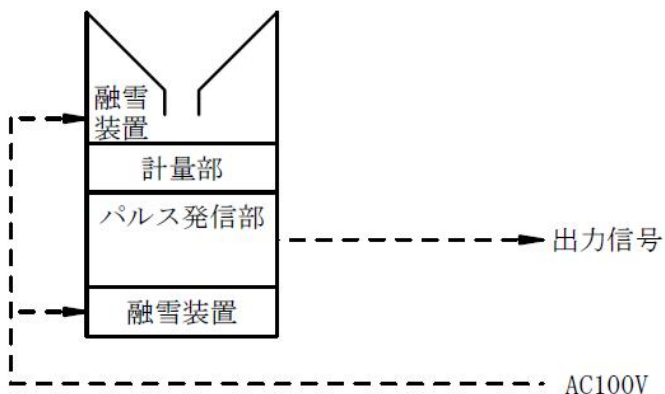 融雪
装置
計量部
パルス発信部
出力信号
融雪装置
AC100V